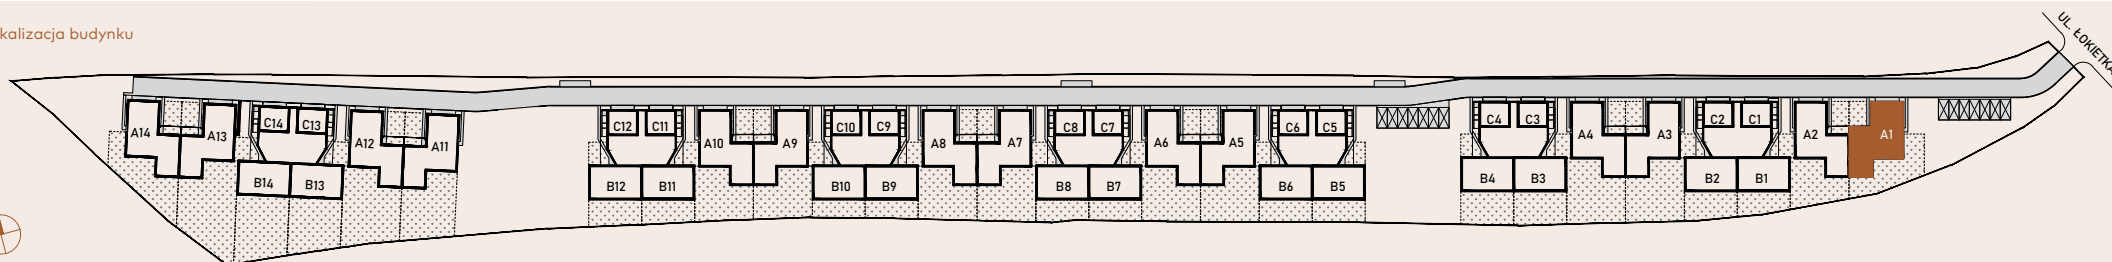 kalizacja budynku
UL. ŁOKIETKA
A14 A13 C14 C13 A12 A11 C12 C11 A10 A9 C10 C9 A8 A7 C8 C7 A6 A5 C6 C5 C4 C3 A4 A3 C2 C1 A2 A1
B14 B13 B12 B11 B10 B9 B8 B7 B6 B5 B4 B3 B2 B1